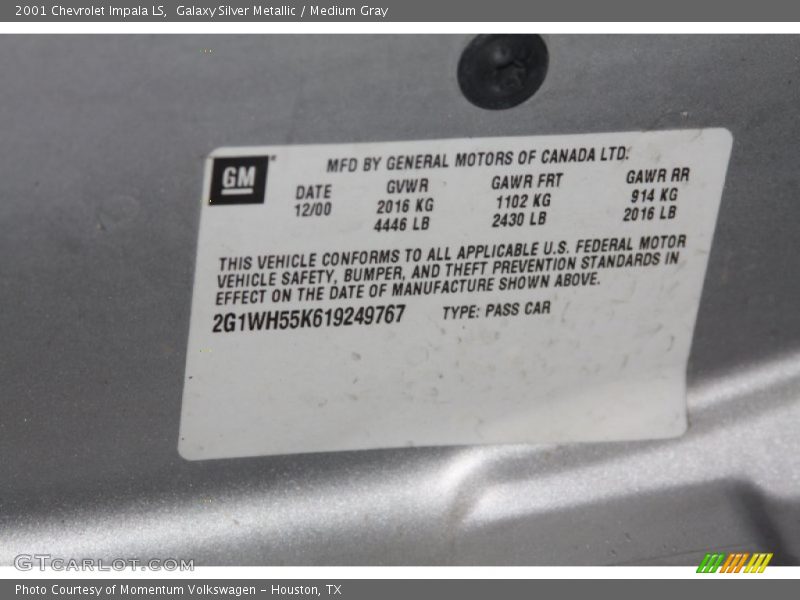 2001 Chevrolet Impala LS,  Galaxy Silver Metallic / Medium Gray
GM
MFD BY GENERAL MOTORS OF CANADA LTD.
DATE GVWR GAWR FRT GAWR RR
12/00 2016 KG 1102 KG 914 KG
4446 LB 2430 LB 2016 LB
THIS VEHICLE CONFORMS TO ALL APPLICABLE U.S. FEDERAL MOTOR
VEHICLE SAFETY, BUMPER, AND THEFT PREVENTION STANDARDS IN
EFFECT ON THE DATE OF MANUFACTURE SHOWN ABOVE.
2G1WH55K619249767 TYPE: PASS CAR
GTCARLOT.COM
Photo Courtesy of Momentum Volkswagen - Houston, TX